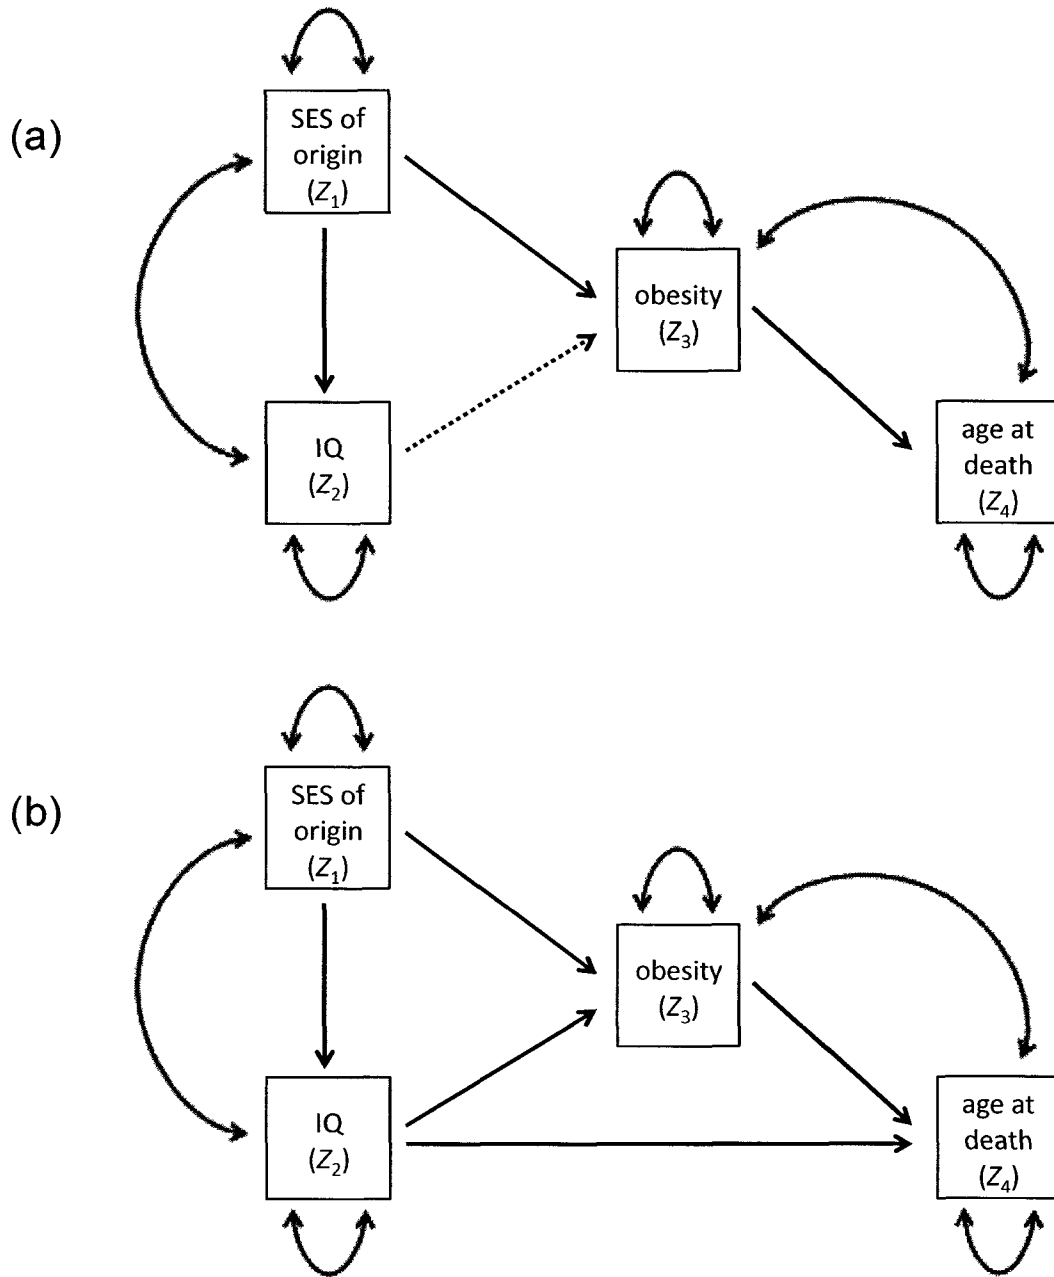 (a)
SES of
origin
(Z1)
obesity
(Z3)
IQ
(Z2)
age at
death
(Z4)
(b)
SES of
origin
(Z1)
obesity
(Z3)
IQ
(Z2)
age at
death
(Z4)